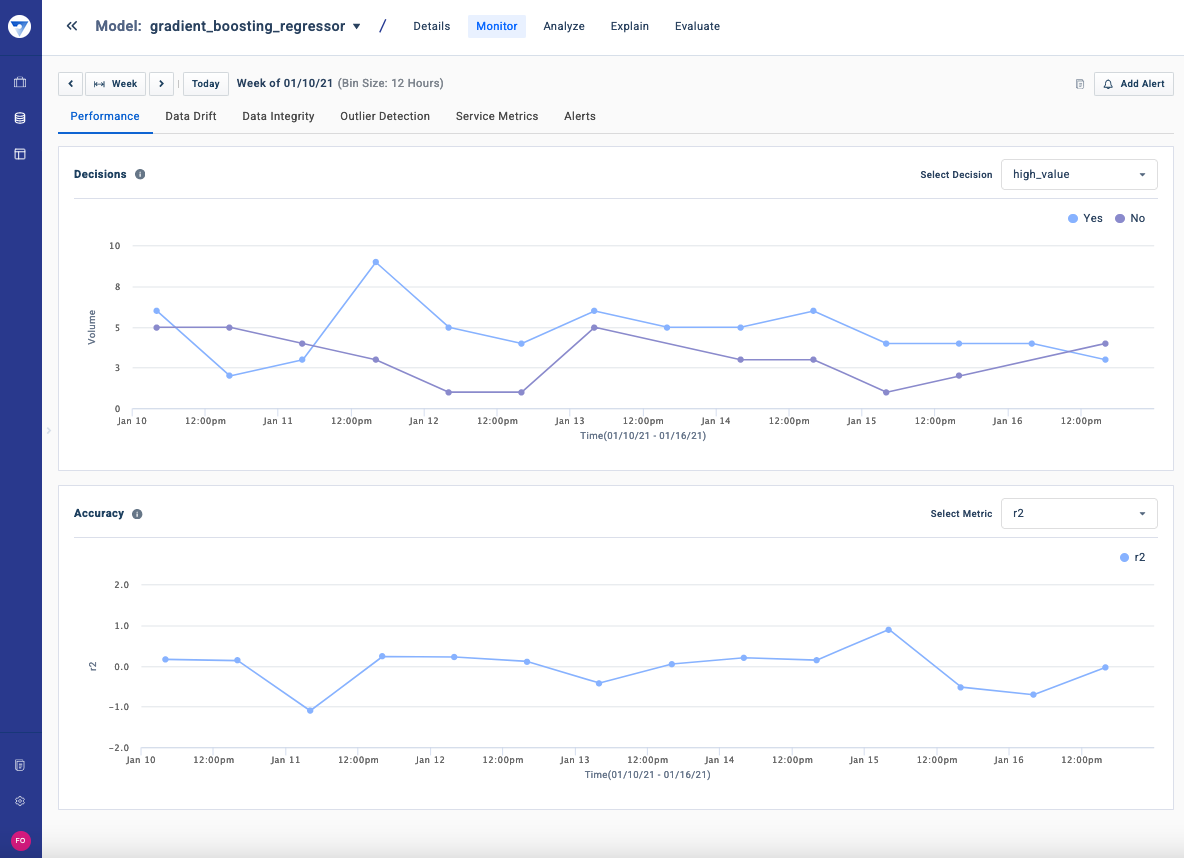 Model: gradient_boosting_regressor / Details Monitor Analyze Explain Evaluate
Week Today Week of 01/10/21 (Bin Size: 12 Hours) Add Alert
Performance Data Drift Data Integrity Outlier Detection Service Metrics Alerts
Decisions Select Decision high_value
Yes No
10
8
5
3
0
Volume
Jan 10 12:00pm Jan 11 12:00pm Jan 12 12:00pm Jan 13 12:00pm Jan 14 12:00pm Jan 15 12:00pm Jan 16 12:00pm
Time(01/10/21 - 01/16/21)
Accuracy Select Metric r2
r2
2.0
1.0
0.0
-1.0
-2.0
r2
Jan 10 12:00pm Jan 11 12:00pm Jan 12 12:00pm Jan 13 12:00pm Jan 14 12:00pm Jan 15 12:00pm Jan 16 12:00pm
Time(01/10/21 - 01/16/21)
FO